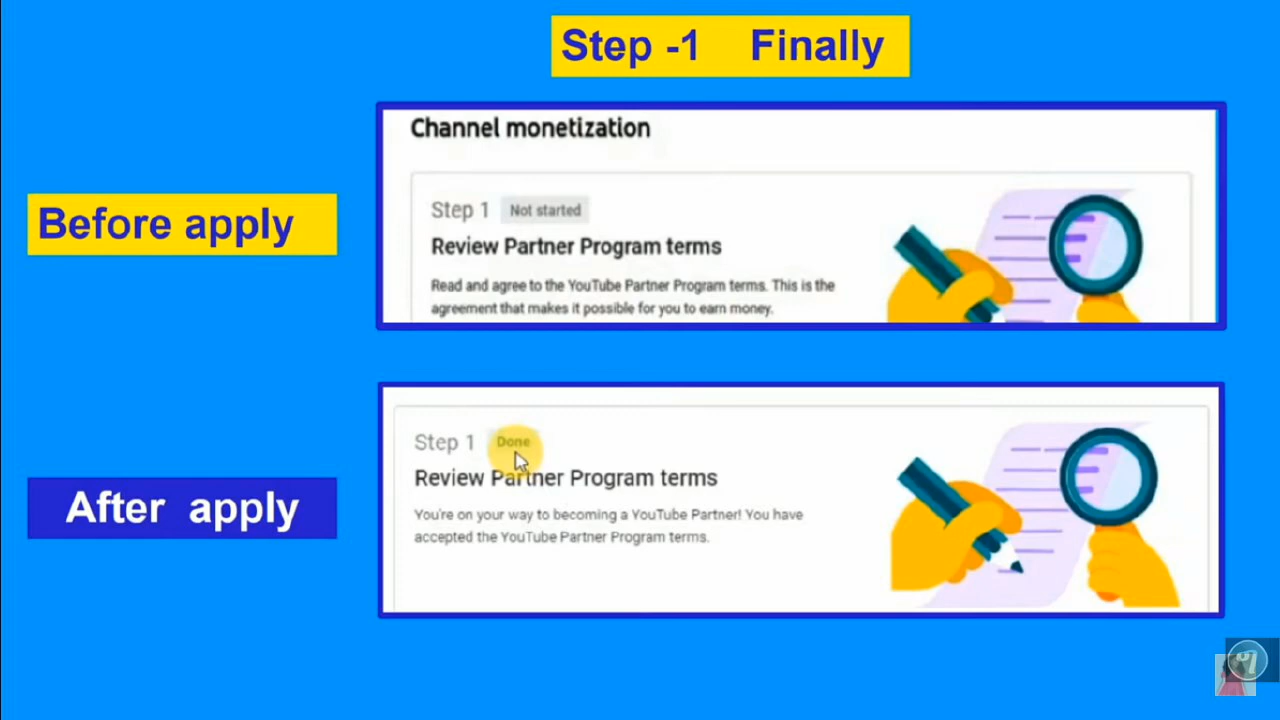 Step -1 Finally
Channel monetization
Before apply
Step 1 Not started
Review Partner Program terms
Read and agree to the YouTube Partner Program terms. This is the
agreement that makes it possible for you to earn money.
Step 1 Done
Review Partner Program terms
After apply
You're on your way to becoming a YouTube Partner! You have
accepted the YouTube Partner Program terms.